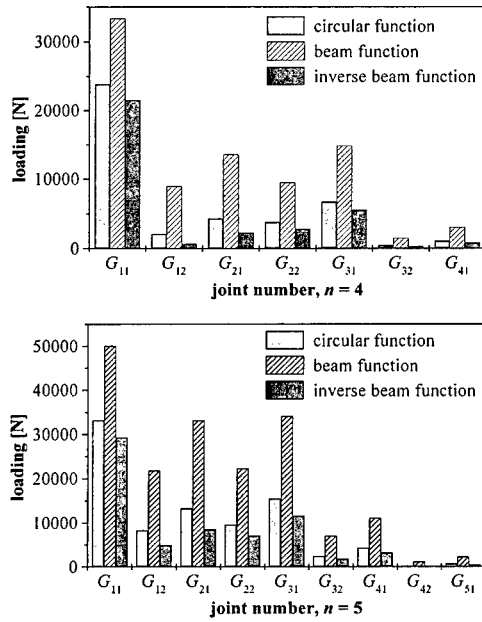 30000
20000
10000
0
loading [N]
circular function
beam function
inverse beam function
G11 G12 G21 G22 G31 G32 G41
joint number, n = 4
50000
40000
30000
20000
10000
0
loading [N]
circular function
beam function
inverse beam function
G11 G12 G21 G22 G31 G32 G41 G42 G51
joint number, n = 5